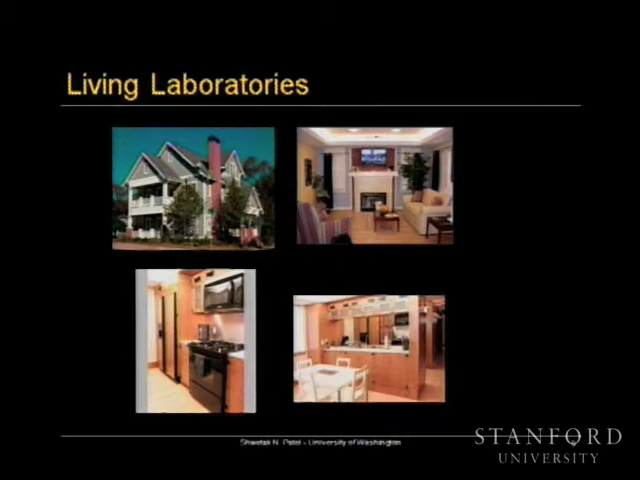 Living Laboratories
Shwetak N. Patel - University of Washington
STANFORD
UNIVERSITY